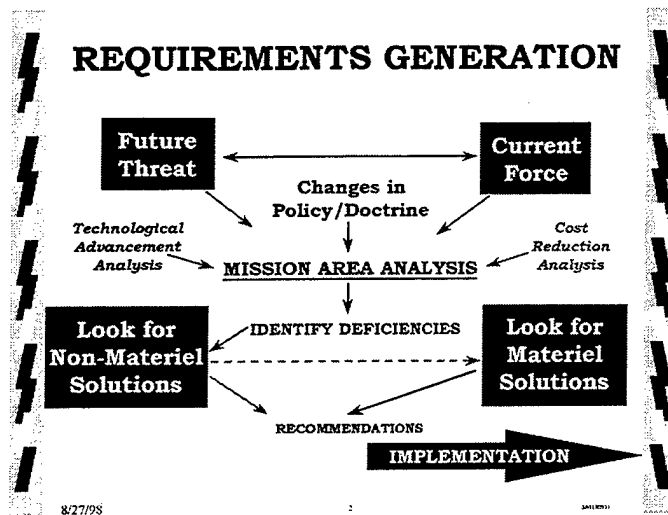 REQUIREMENTS GENERATION
Future
Threat
Current
Force
Changes in
Policy/Doctrine
Technological
Advancement
Analysis
Cost
Reduction
Analysis
MISSION AREA ANALYSIS
Look for
Non-Materiel
Solutions
IDENTIFY DEFICIENCIES
Look for
Materiel
Solutions
RECOMMENDATIONS
IMPLEMENTATION
8/27/98
2